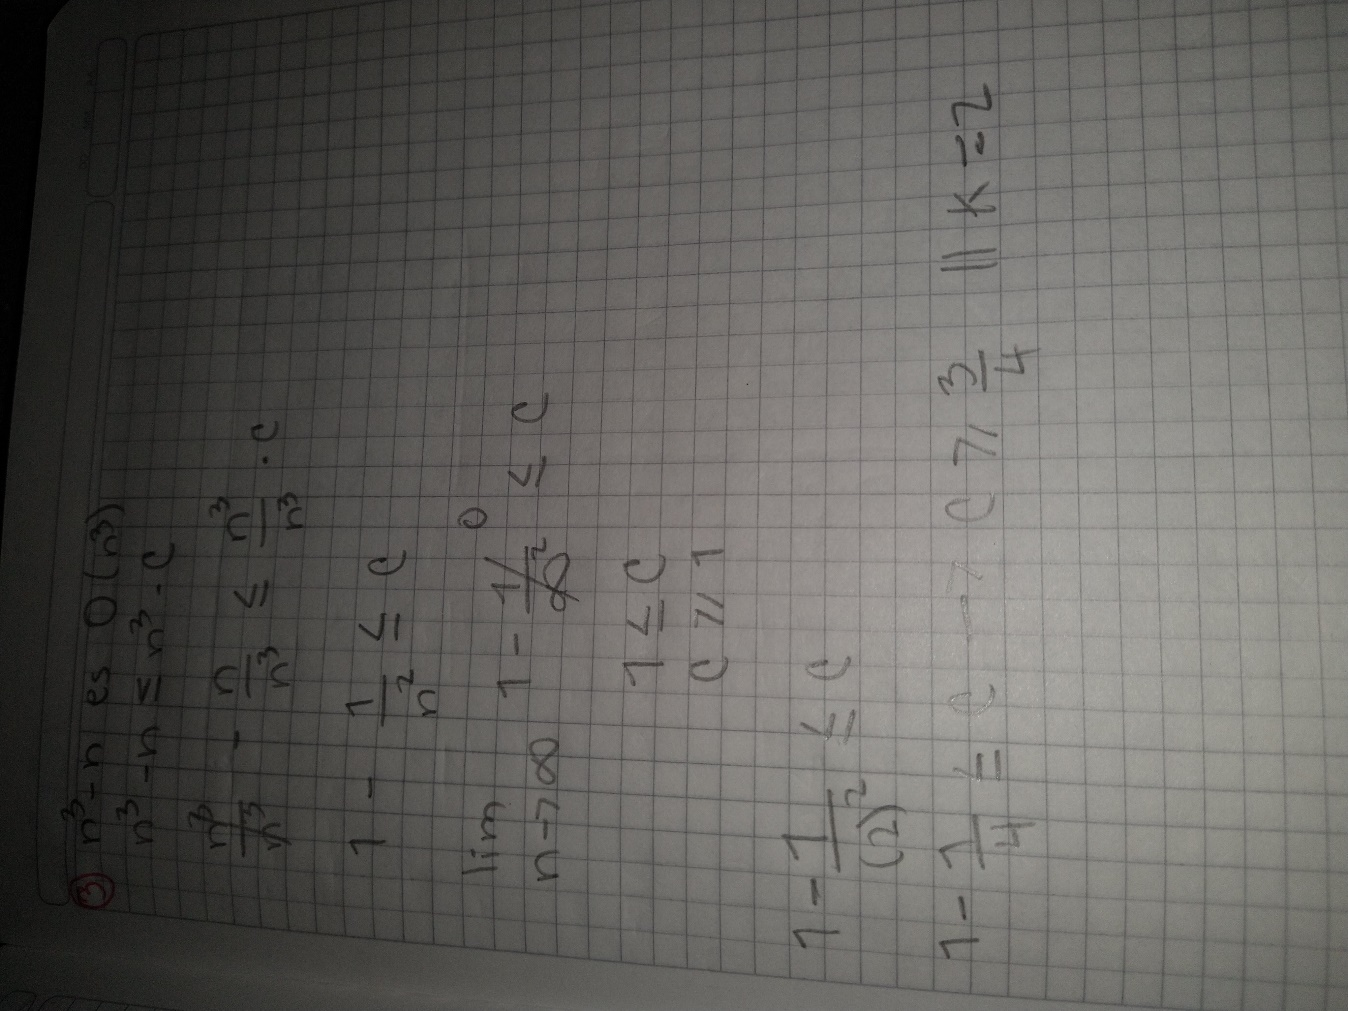 ③ n³-n es O(n³)
n³-n ≤ n³·c
n³/n³ - n/n³ ≤ n³/n³ · c
1 - 1/n² ≤ c
lim n→∞ 1 - 1/∞² 0 ≤ c
1 ≤ c
c ≥ 1
1 - 1/(2)² ≤ c
1 - 1/4 ≤ c → c ≥ 3/4 || k=2